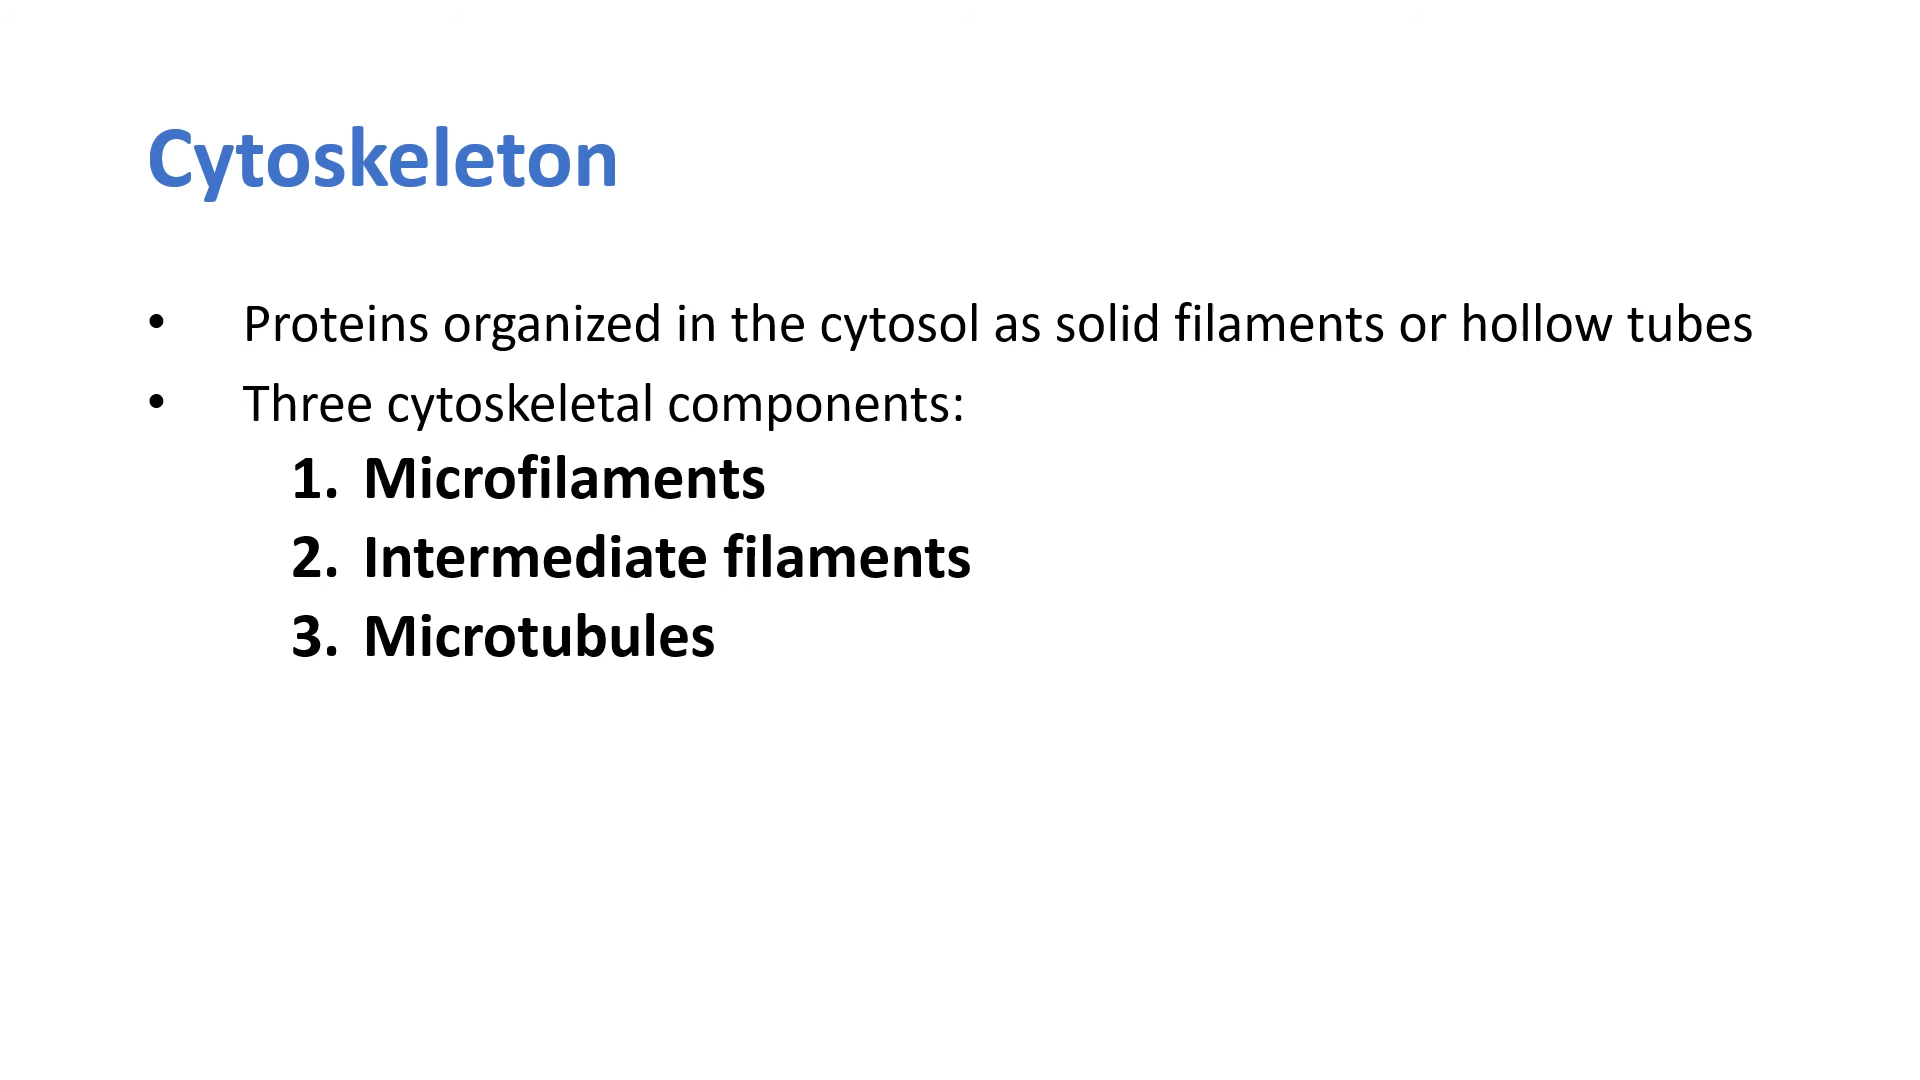 Cytoskeleton
• Proteins organized in the cytosol as solid filaments or hollow tubes
• Three cytoskeletal components:
1. Microfilaments
2. Intermediate filaments
3. Microtubules